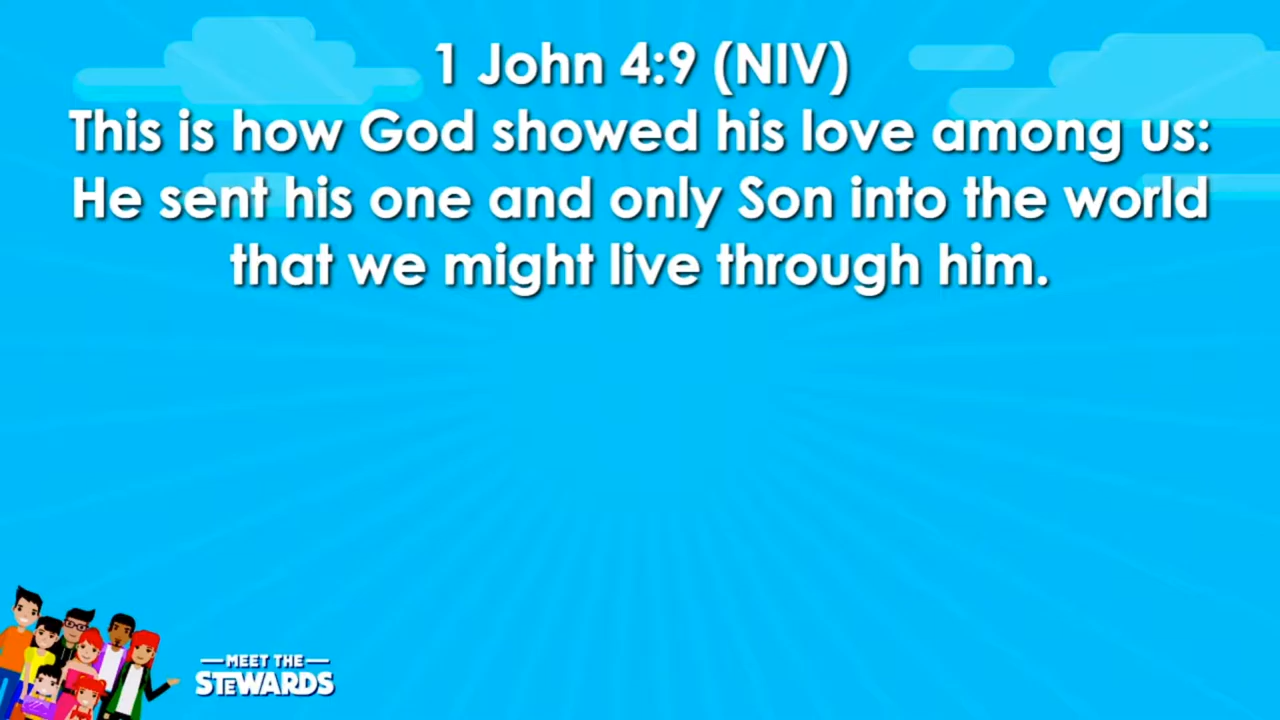 1 John 4:9 (NIV)
This is how God showed his love among us:
He sent his one and only Son into the world
that we might live through him.
MEET THE
STEWARDS